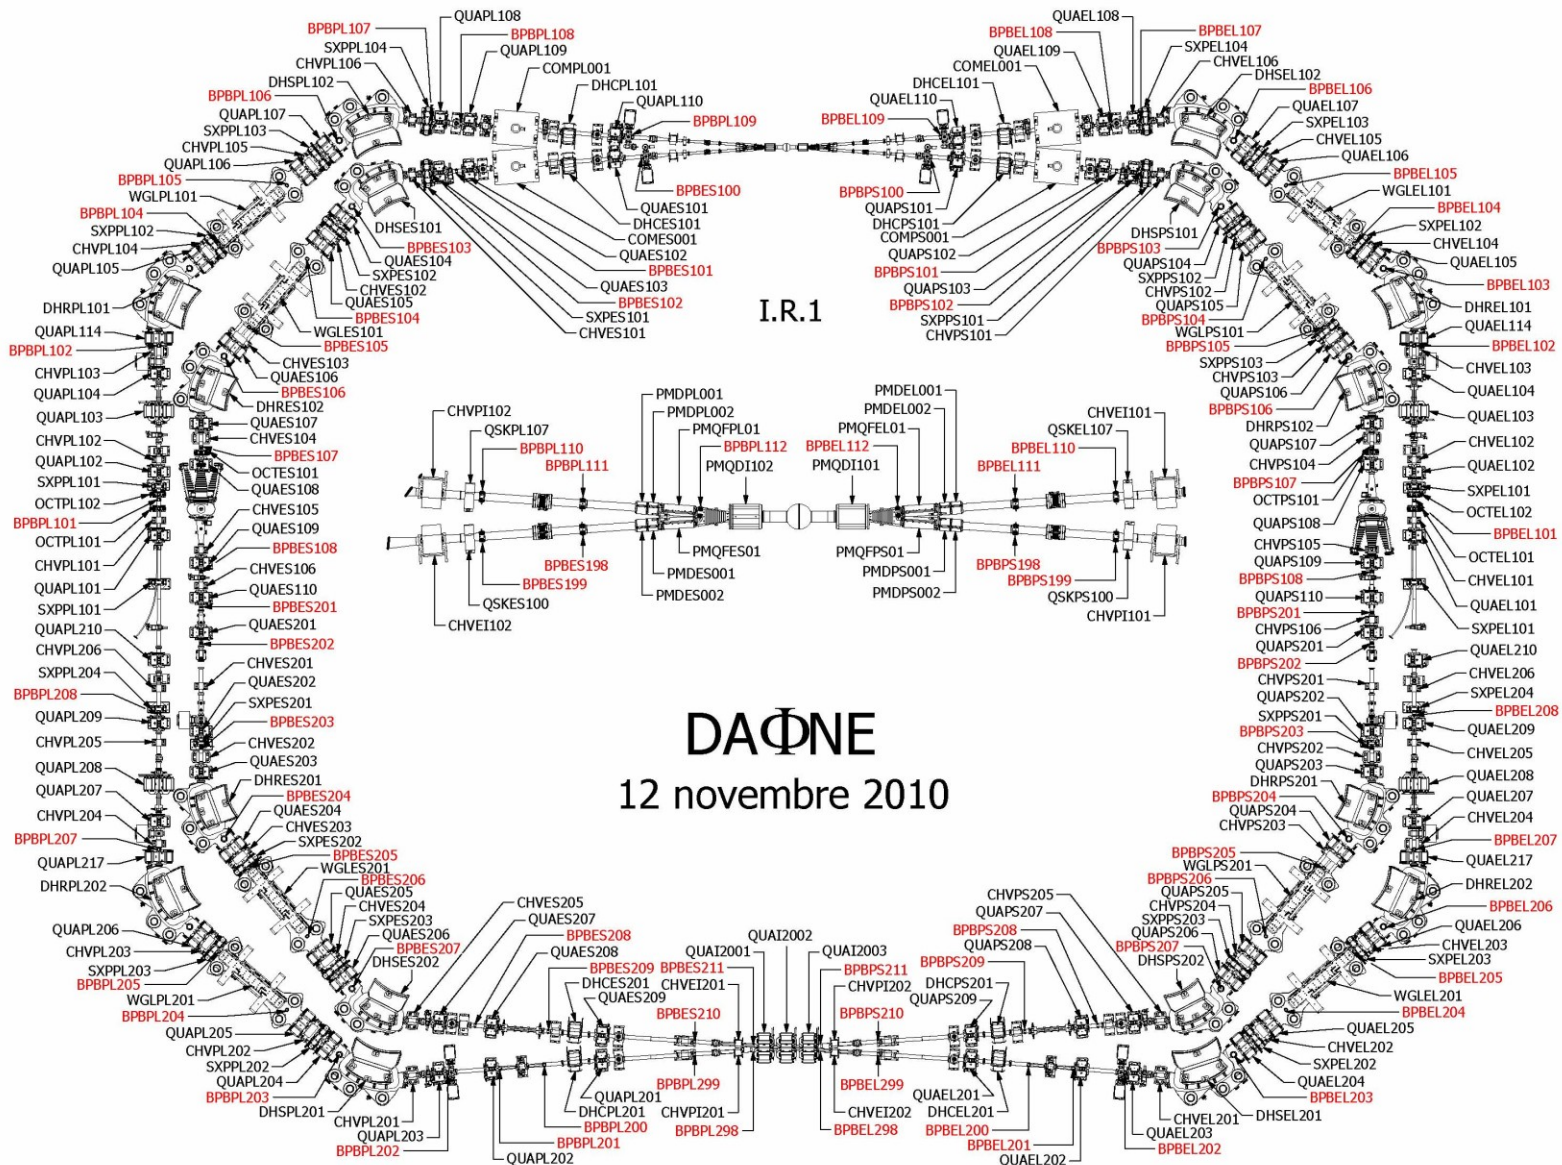 QUAPL108
BPBPL107
BPBPL108
SXPPL104
QUAPL109
CHVPL106
COMPL001
DHSPL102
DHCPL101
BPBPL106
QUAPL110
QUAPL107
BPBPL109
SXPPL103
CHVPL105
QUAPL106
BPBPL105
WGLPL101
BPBPL104
SXPPL102
CHVPL104
QUAPL105
DHRPL101
QUAPL114
BPBPL102
CHVPL103
QUAPL104
QUAPL103
CHVPL102
QUAPL102
SXPPL101
OCTPL102
BPBPL101
OCTPL101
CHVPL101
QUAPL101
SXPPL101
QUAPL210
CHVPL206
SXPPL204
BPBPL208
QUAPL209
CHVPL205
QUAPL208
QUAPL207
CHVPL204
BPBPL207
QUAPL217
DHRPL202
QUAPL206
CHVPL203
SXPPL203
BPBPL205
WGLPL201
BPBPL204
QUAPL205
CHVPL202
SXPPL202
QUAPL204
BPBPL203
DHSPL201
CHVPL201
QUAPL203
BPBPL202
BPBES100
QUAES101
DHCES101
COMES001
QUAES102
BPBES101
QUAES103
BPBES102
SXPES101
CHVES101
DHSES101
BPBES103
QUAES104
SXPES102
CHVES102
QUAES105
BPBES104
WGLES101
BPBES105
CHVES103
QUAES106
BPBES106
DHRES102
QUAES107
CHVES104
BPBES107
OCTES101
QUAES108
CHVES105
QUAES109
BPBES108
CHVES106
QUAES110
BPBES201
QUAES201
BPBES202
CHVES201
QUAES202
SXPES201
BPBES203
CHVES202
QUAES203
DHRES201
BPBES204
QUAES204
CHVES203
SXPES202
BPBES205
WGLES201
BPBES206
QUAES205
CHVES204
SXPES203
QUAES206
BPBES207
DHSES202
CHVES205
QUAES207
BPBES208
QUAES208
BPBES209
DHCES201
QUAES209
BPBES211
CHVEI201
BPBES210
QUAI2001
QUAI2002
QUAI2003
BPBPS211
CHVPI202
BPBPS210
BPBPL299
CHVPI201
BPBPL298
QUAPL201
DHCPL201
BPBPL200
BPBPL201
QUAPL202
BPBEL299
CHVEI202
BPBEL298
QUAEL201
DHCEL201
BPBEL200
BPBEL201
QUAEL202
I.R.1
CHVPI102
QSKPL107
BPBPL110
BPBPL111
PMDPL001
PMDPL002
PMQFPL01
BPBPL112
PMQDI102
PMDEL001
PMDEL002
PMQFEL01
BPBEL112
PMQDI101
BPBEL111
BPBEL110
QSKEL107
CHVEI101
CHVEI102
QSKES100
BPBES199
BPBES198
PMQFES01
PMDES001
PMDES002
PMQFPS01
PMDPS001
PMDPS002
BPBPS198
BPBPS199
QSKPS100
CHVPI101
DAΦNE
12 novembre 2010
QUAEL108
BPBEL107
BPBEL108
SXPEL104
QUAEL109
CHVEL106
COMEL001
DHSEL102
DHCEL101
BPBEL106
QUAEL110
QUAEL107
BPBEL109
SXPEL103
CHVEL105
QUAEL106
BPBEL105
WGLEL101
BPBEL104
SXPEL102
CHVEL104
QUAEL105
BPBEL103
DHREL101
QUAEL114
BPBEL102
CHVEL103
QUAEL104
QUAEL103
CHVEL102
QUAEL102
SXPEL101
OCTEL102
BPBEL101
OCTEL101
CHVEL101
QUAEL101
SXPEL101
QUAEL210
CHVEL206
SXPEL204
BPBEL208
QUAEL209
CHVEL205
QUAEL208
QUAEL207
CHVEL204
BPBEL207
QUAEL217
DHREL202
BPBEL206
QUAEL206
CHVEL203
SXPEL203
BPBEL205
WGLEL201
BPBEL204
QUAEL205
CHVEL202
SXPEL202
QUAEL204
BPBEL203
DHSEL201
CHVEL201
QUAEL203
BPBEL202
BPBPS100
QUAPS101
DHCPS101
COMPS001
QUAPS102
BPBPS101
QUAPS103
BPBPS102
SXPPS101
CHVPS101
DHSPS101
BPBPS103
QUAPS104
SXPPS102
CHVPS102
QUAPS105
BPBPS104
WGLPS101
BPBPS105
SXPPS103
CHVPS103
QUAPS106
BPBPS106
DHRPS102
QUAPS107
CHVPS104
BPBPS107
OCTPS101
QUAPS108
CHVPS105
QUAPS109
BPBPS108
QUAPS110
BPBPS201
CHVPS106
QUAPS201
BPBPS202
CHVPS201
QUAPS202
SXPPS201
BPBPS203
CHVPS202
QUAPS203
DHRPS201
BPBPS204
QUAPS204
CHVPS203
BPBPS205
WGLPS201
BPBPS206
QUAPS205
CHVPS204
SXPPS203
QUAPS206
BPBPS207
DHSPS202
CHVPS205
QUAPS207
BPBPS208
QUAPS208
BPBPS209
DHCPS201
QUAPS209